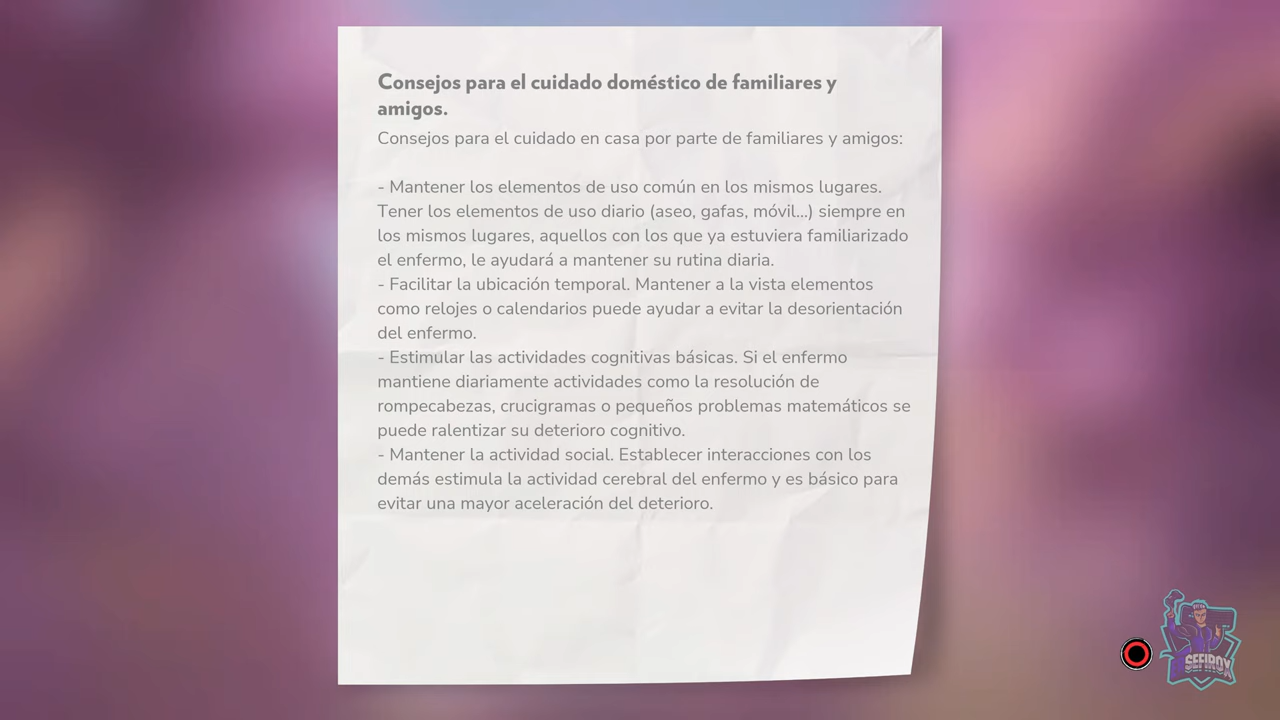 Consejos para el cuidado doméstico de familiares y
amigos.
Consejos para el cuidado en casa por parte de familiares y amigos:
- Mantener los elementos de uso común en los mismos lugares.
Tener los elementos de uso diario (aseo, gafas, móvil...) siempre en
los mismos lugares, aquellos con los que ya estuviera familiarizado
el enfermo, le ayudará a mantener su rutina diaria.
- Facilitar la ubicación temporal. Mantener a la vista elementos
como relojes o calendarios puede ayudar a evitar la desorientación
del enfermo.
- Estimular las actividades cognitivas básicas. Si el enfermo
mantiene diariamente actividades como la resolución de
rompecabezas, crucigramas o pequeños problemas matemáticos se
puede ralentizar su deterioro cognitivo.
- Mantener la actividad social. Establecer interacciones con los
demás estimula la actividad cerebral del enfermo y es básico para
evitar una mayor aceleración del deterioro.
SEFIROX